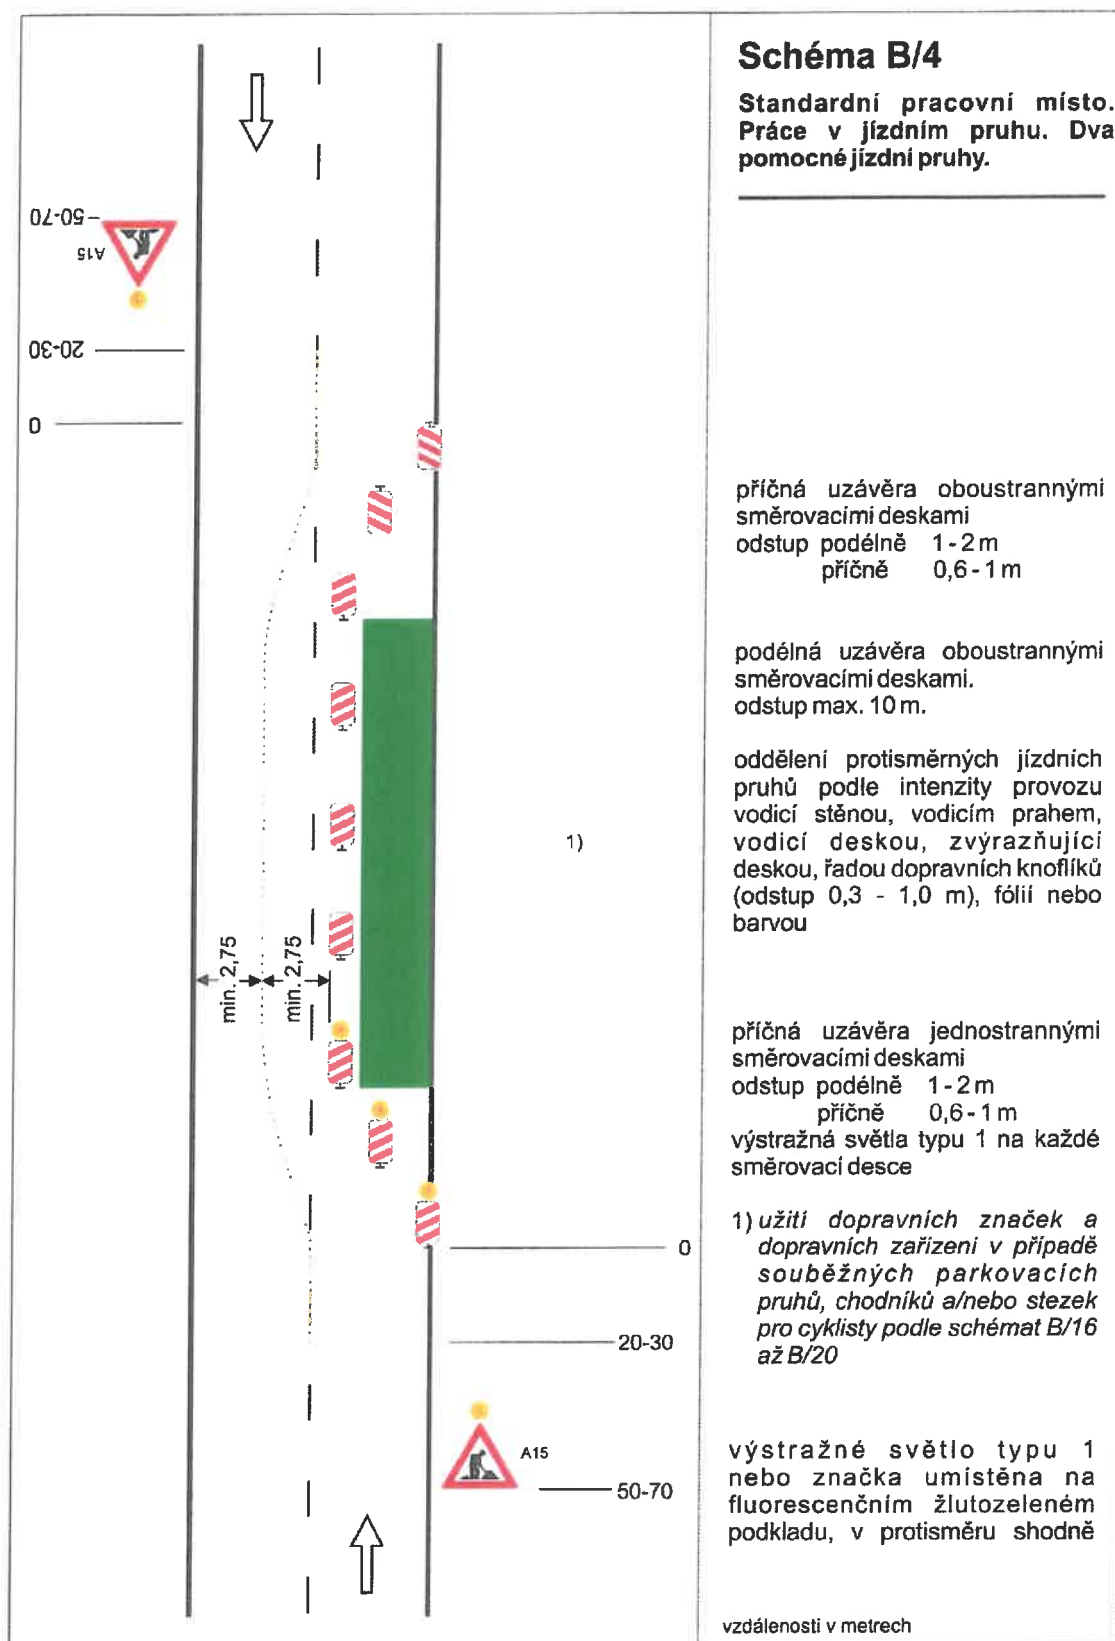 Schéma B/4
Standardní pracovní místo.
Práce v jízdním pruhu. Dva
pomocné jízdní pruhy.
50-70
A15
20-30
0
příčná uzávěra oboustrannými
směrovacími deskami
odstup podélně 1-2 m
příčně 0,6-1 m
podélná uzávěra oboustrannými
směrovacími deskami.
odstup max. 10 m.
oddělení protisměrných jízdních
pruhů podle intenzity provozu
vodicí stěnou, vodicím prahem,
vodicí deskou, zvýrazňující
deskou, řadou dopravních knoflíků
(odstup 0,3 - 1,0 m), fólií nebo
barvou
1)
min. 2,75
min. 2,75
příčná uzávěra jednostrannými
směrovacími deskami
odstup podélně 1-2 m
příčně 0,6-1 m
výstražná světla typu 1 na každé
směrovací desce
1) užití dopravních značek a
dopravních zařízení v případě
souběžných parkovacích
pruhů, chodníků a/nebo stezek
pro cyklisty podle schémat B/16
až B/20
0
20-30
A15
50-70
výstražné světlo typu 1
nebo značka umístěna na
fluorescenčním žlutozeleném
podkladu, v protisměru shodně
vzdálenosti v metrech